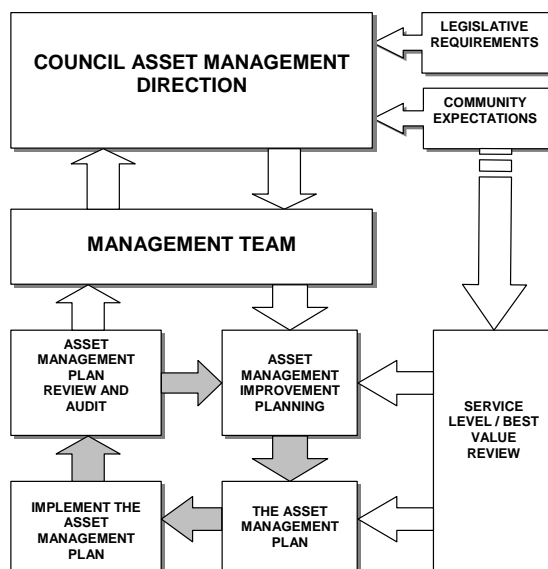 COUNCIL ASSET MANAGEMENT
DIRECTION
LEGISLATIVE
REQUIREMENTS
COMMUNITY
EXPECTATIONS
MANAGEMENT TEAM
ASSET
MANAGEMENT
PLAN
REVIEW AND
AUDIT
ASSET
MANAGEMENT
IMPROVEMENT
PLANNING
SERVICE
LEVEL / BEST
VALUE
REVIEW
IMPLEMENT THE
ASSET
MANAGEMENT
PLAN
THE ASSET
MANAGEMENT
PLAN